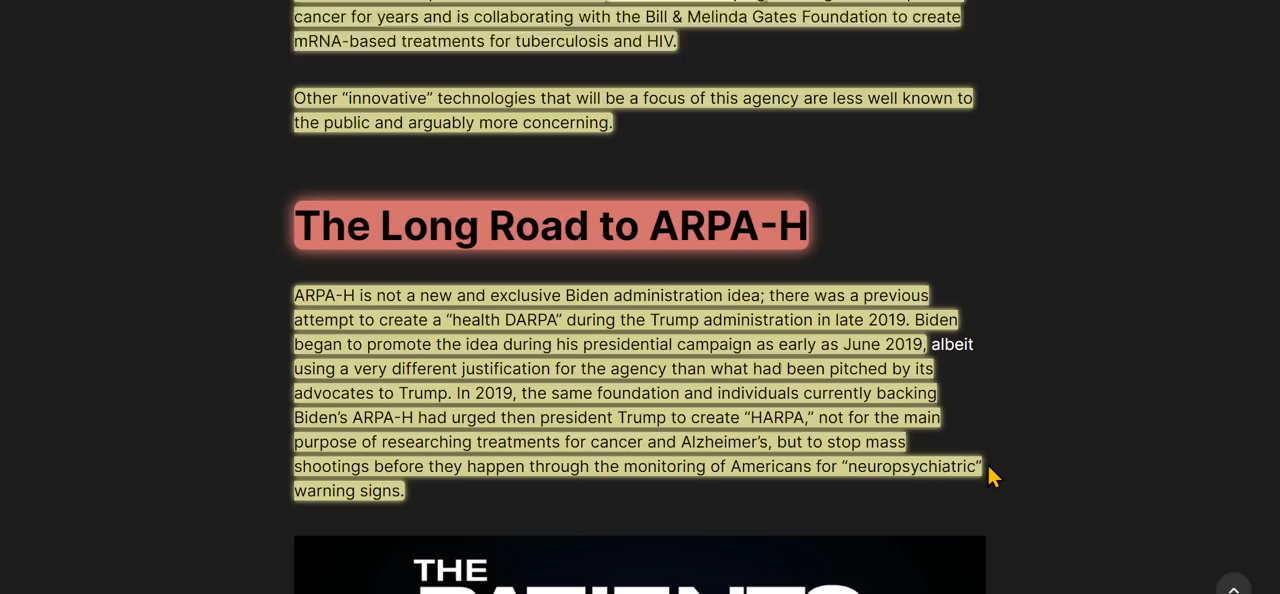 cancer for years and is collaborating with the Bill & Melinda Gates Foundation to create
mRNA-based treatments for tuberculosis and HIV.
Other “innovative” technologies that will be a focus of this agency are less well known to
the public and arguably more concerning.
The Long Road to ARPA-H
ARPA-H is not a new and exclusive Biden administration idea; there was a previous
attempt to create a “health DARPA” during the Trump administration in late 2019. Biden
began to promote the idea during his presidential campaign as early as June 2019, albeit
using a very different justification for the agency than what had been pitched by its
advocates to Trump. In 2019, the same foundation and individuals currently backing
Biden’s ARPA-H had urged then president Trump to create “HARPA,” not for the main
purpose of researching treatments for cancer and Alzheimer’s, but to stop mass
shootings before they happen through the monitoring of Americans for “neuropsychiatric”
warning signs.
THE